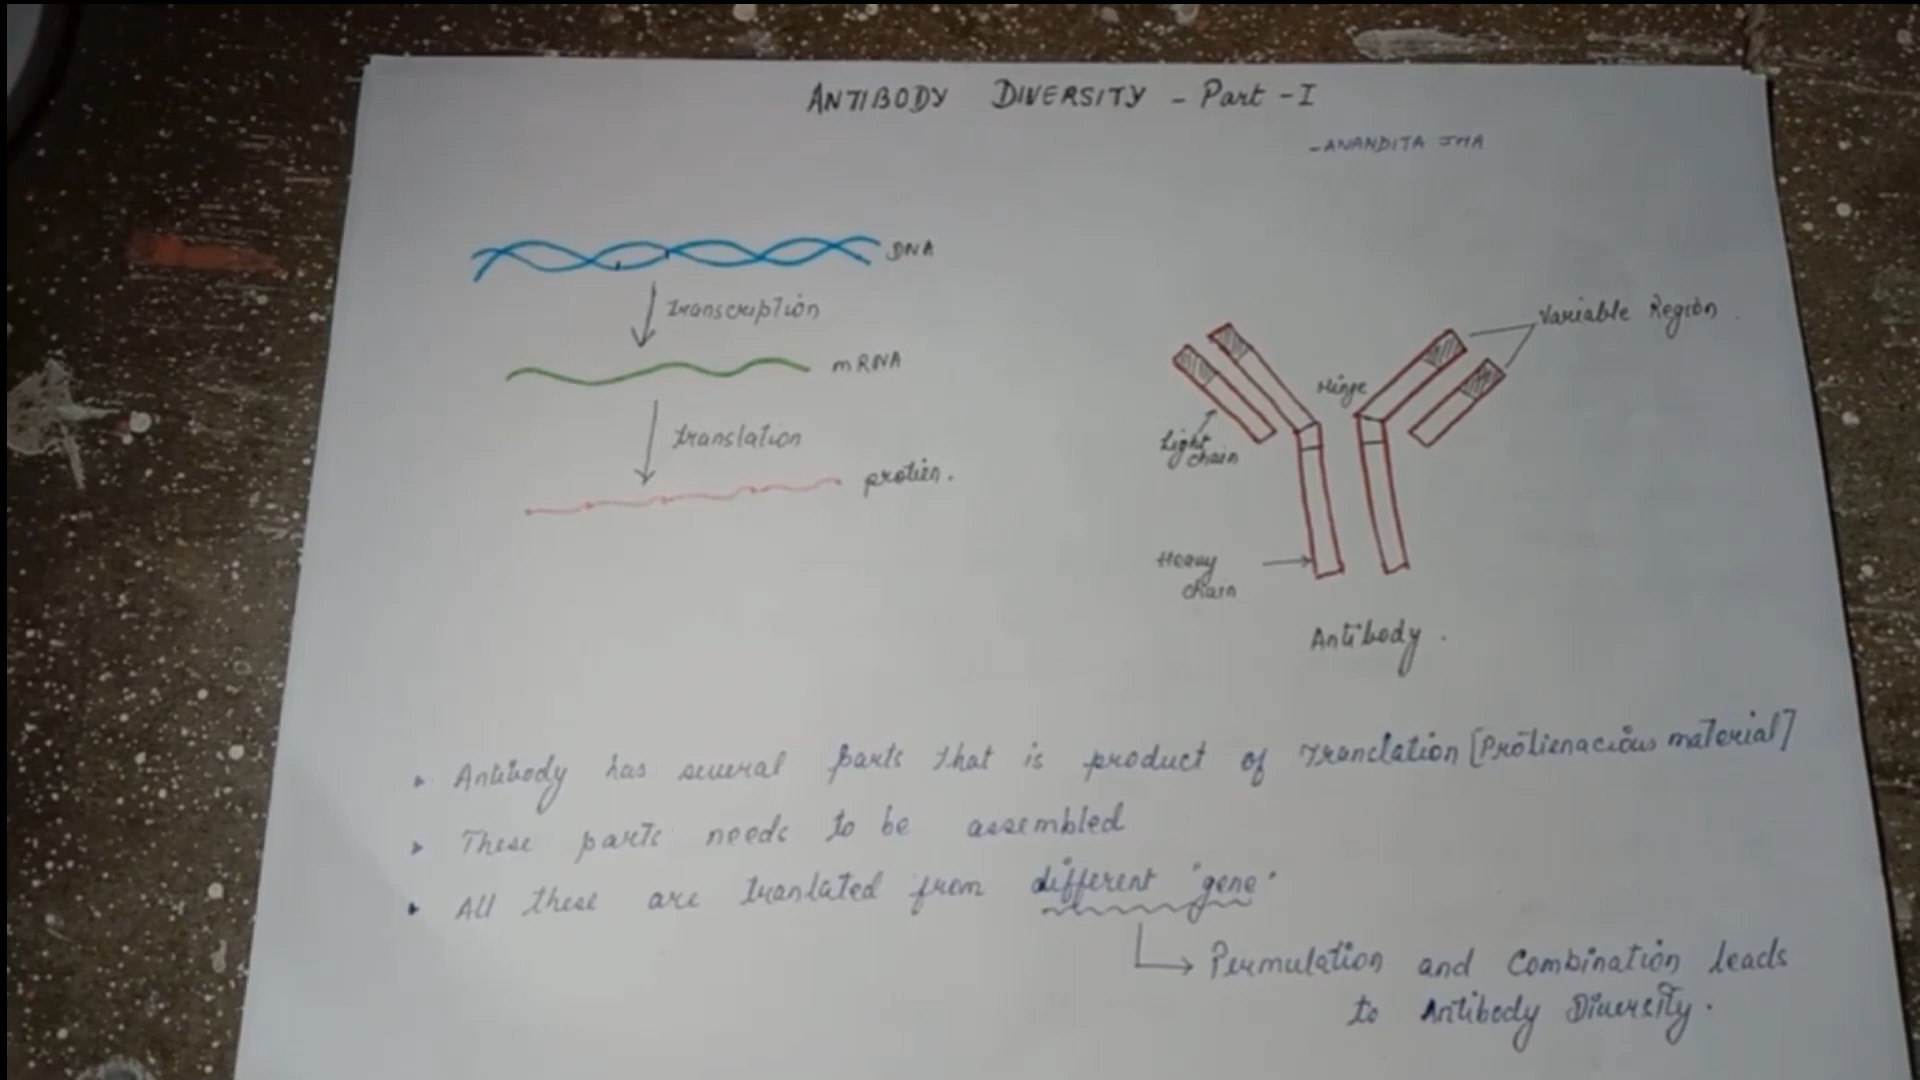 ANTIBODY DIVERSITY - Part - I
- ANANDITA JHA
DNA
transcription
mRNA
translation
protien.
Variable Region
Hinge
Light chain
Heavy chain
Antibody.
Antibody has several parts that is product of Translation [Protienacious material]
These parts needs to be assembled
All these are translated from different "gene"
Permutation and Combination leads
to Antibody Diversity.